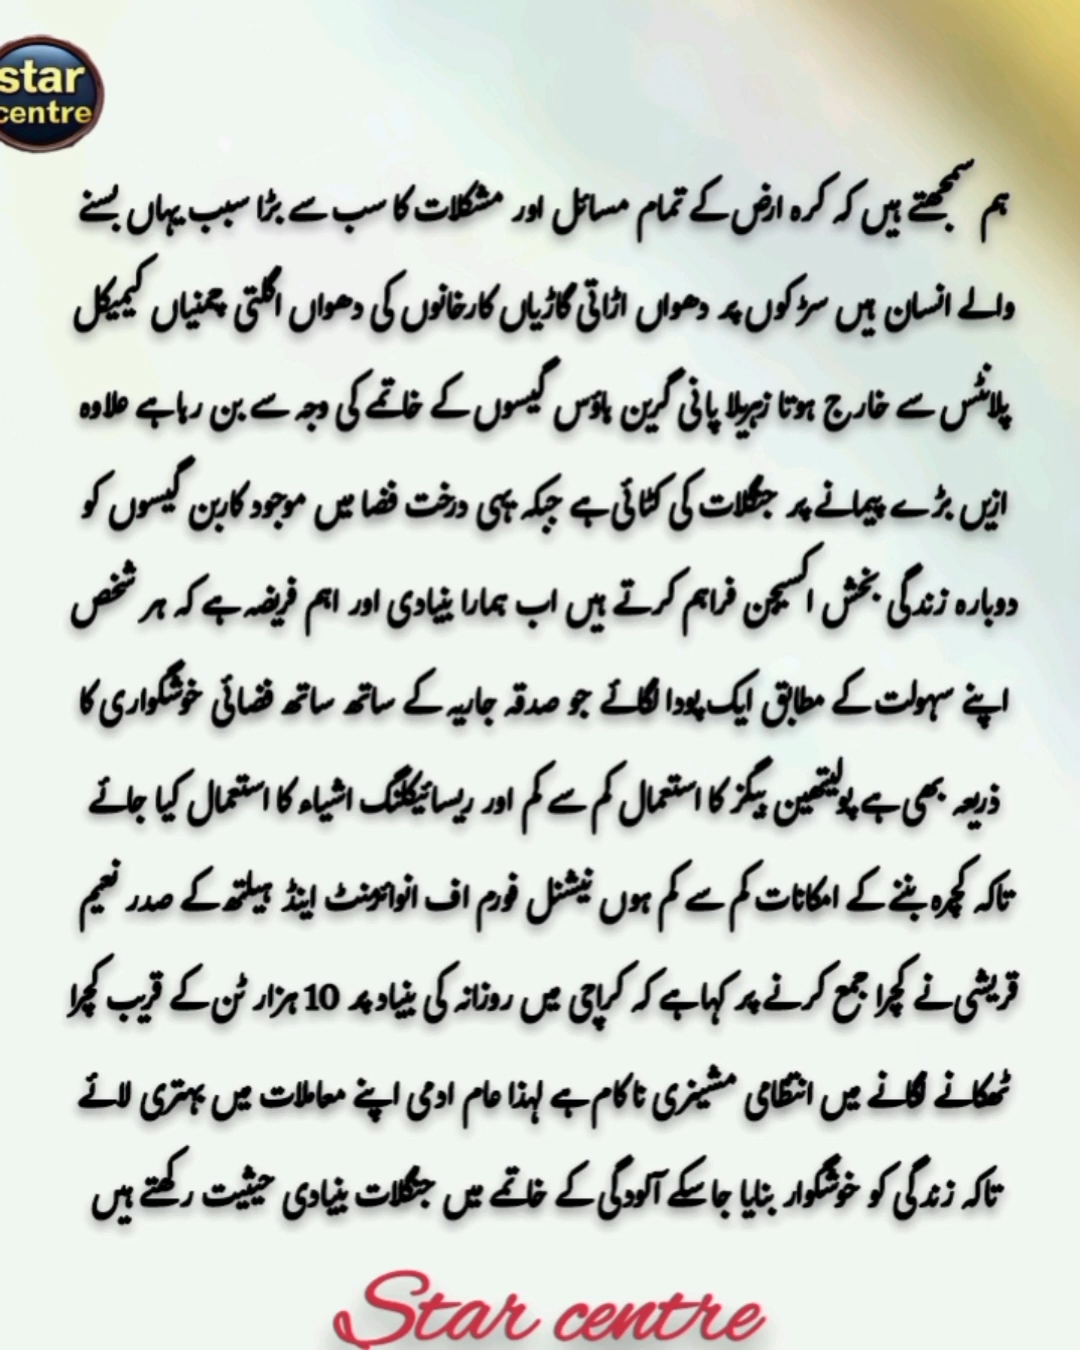 star
centre
ہم سمجھتے ہیں کہ کرہ ارض کے تمام مسائل اور مشکلات کا سب سے بڑا سبب یہاں بسنے
والے انسان ہیں سڑکوں پر دھواں اڑاتی گاڑیاں کارخانوں کی دھواں اگلتی چمنیاں کیمیکل
پلانٹس سے خارج ہوتا زہریلا پانی گرین ہاؤس گیسوں کے خاتمے کی وجہ سے بن رہا ہے علاوہ
ازیں بڑے پیمانے پر جنگلات کی کٹائی ہے جبکہ یہی درخت فضا میں موجود کاربن گیسوں کو
دوبارہ زندگی بخش اکسیجن فراہم کرتے ہیں اب ہمارا بنیادی اور اہم فریضہ ہے کہ ہر شخص
اپنے سہولت کے مطابق ایک پودا لگائے جو صدقہ جاریہ کے ساتھ ساتھ فضائی خوشگواری کا
ذریعہ بھی ہے پولیتھین بیگز کا استعمال کم سے کم اور ریسائیکلنگ اشیاء کا استعمال کیا جائے
تاکہ کچرہ بننے کے امکانات کم سے کم ہوں نیشنل فورم اف انوائرمنٹ اینڈ ہیلتھ کے صدر نعیم
قریشی نے کچرا جمع کرنے پر کہا ہے کہ کراچی میں روزانہ کی بنیاد پر 10 ہزار ٹن کے قریب کچرا
ٹھکانے لگانے میں انتظامی مشینری ناکام ہے لہذا عام ادمی اپنے معاملات میں بہتری لائے
تاکہ زندگی کو خوشگوار بنایا جا سکے آلودگی کے خاتمے میں جنگلات بنیادی حیثیت رکھتے ہیں
Star centre